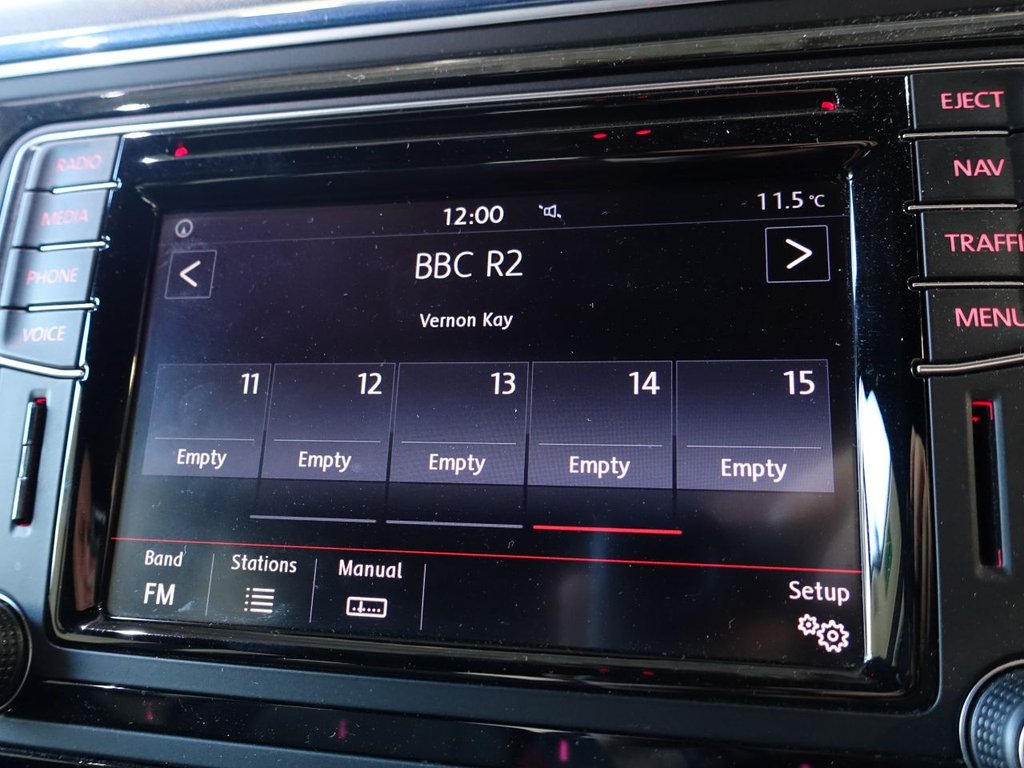 EJECT
RADIO
NAV
MEDIA
TRAFFI
PHONE
MENU
VOICE
12:00
11.5 °C
< BBC R2 >
Vernon Kay
11 12 13 14 15
Empty Empty Empty Empty Empty
Band Stations Manual Setup
FM